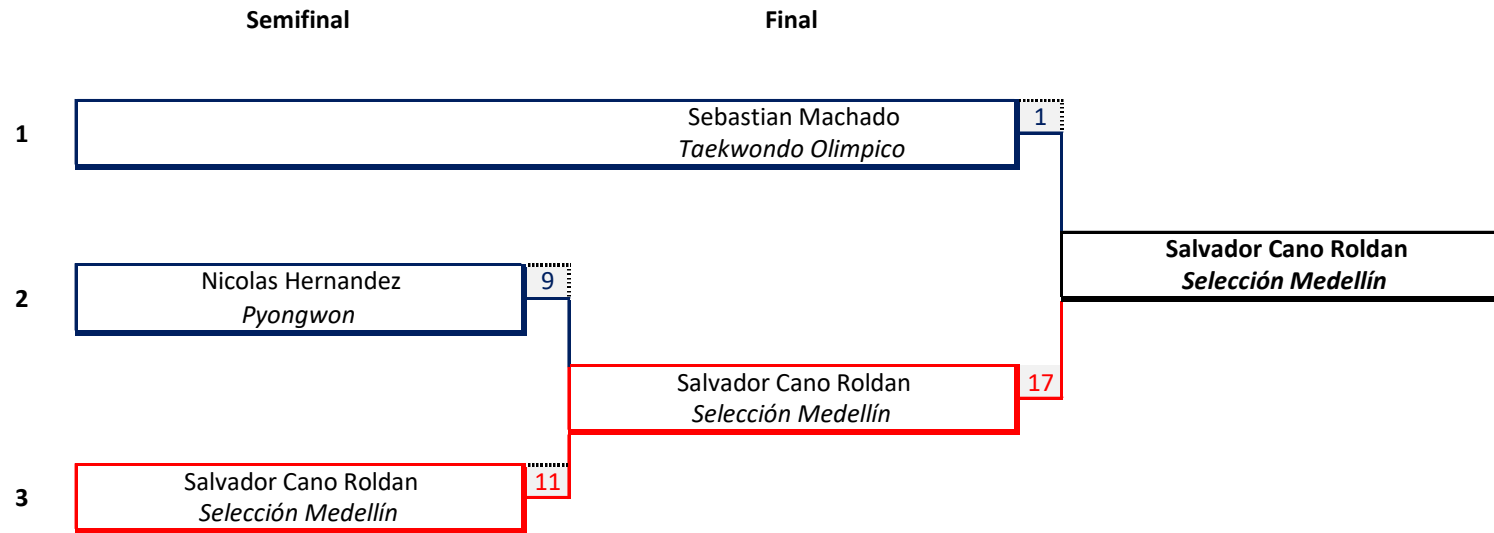 Semifinal
Final
1
Sebastian Machado
Taekwondo Olimpico
1
2
Nicolas Hernandez
Pyongwon
9
Salvador Cano Roldan
Selección Medellín
Salvador Cano Roldan
Selección Medellín
17
3
Salvador Cano Roldan
Selección Medellín
11